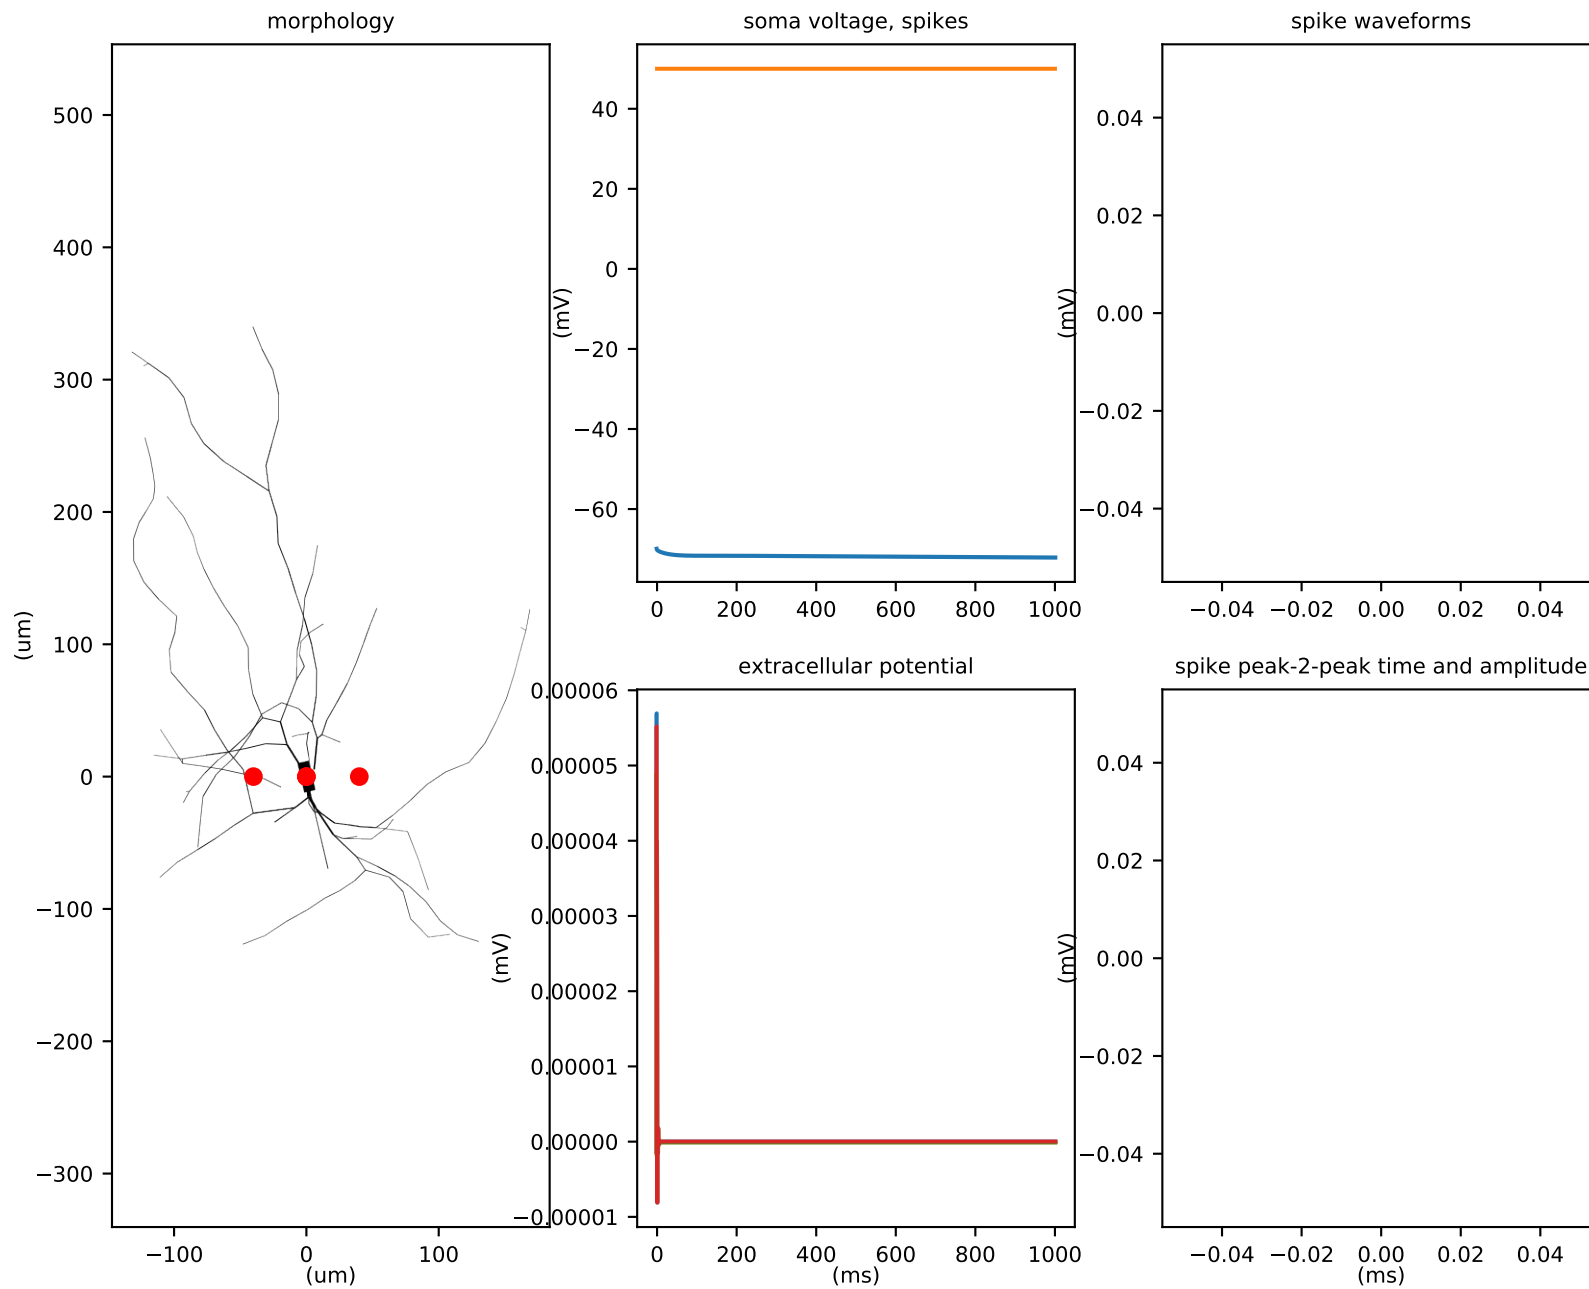 morphology
500
400
300
200
100
0
−100
−200
−300
(um)
−100 0 100
(um)
soma voltage, spikes
40
20
0
−20
−40
−60
(mV)
0 200 400 600 800 1000
spike waveforms
0.04
0.02
0.00
−0.02
−0.04
(mV)
−0.04 −0.02 0.00 0.02 0.04
extracellular potential
0.00006
0.00005
0.00004
0.00003
0.00002
0.00001
0.00000
−0.00001
(mV)
0 200 400 600 800 1000
(ms)
spike peak-2-peak time and amplitude
0.04
0.02
0.00
−0.02
−0.04
(mV)
−0.04 −0.02 0.00 0.02 0.04
(ms)